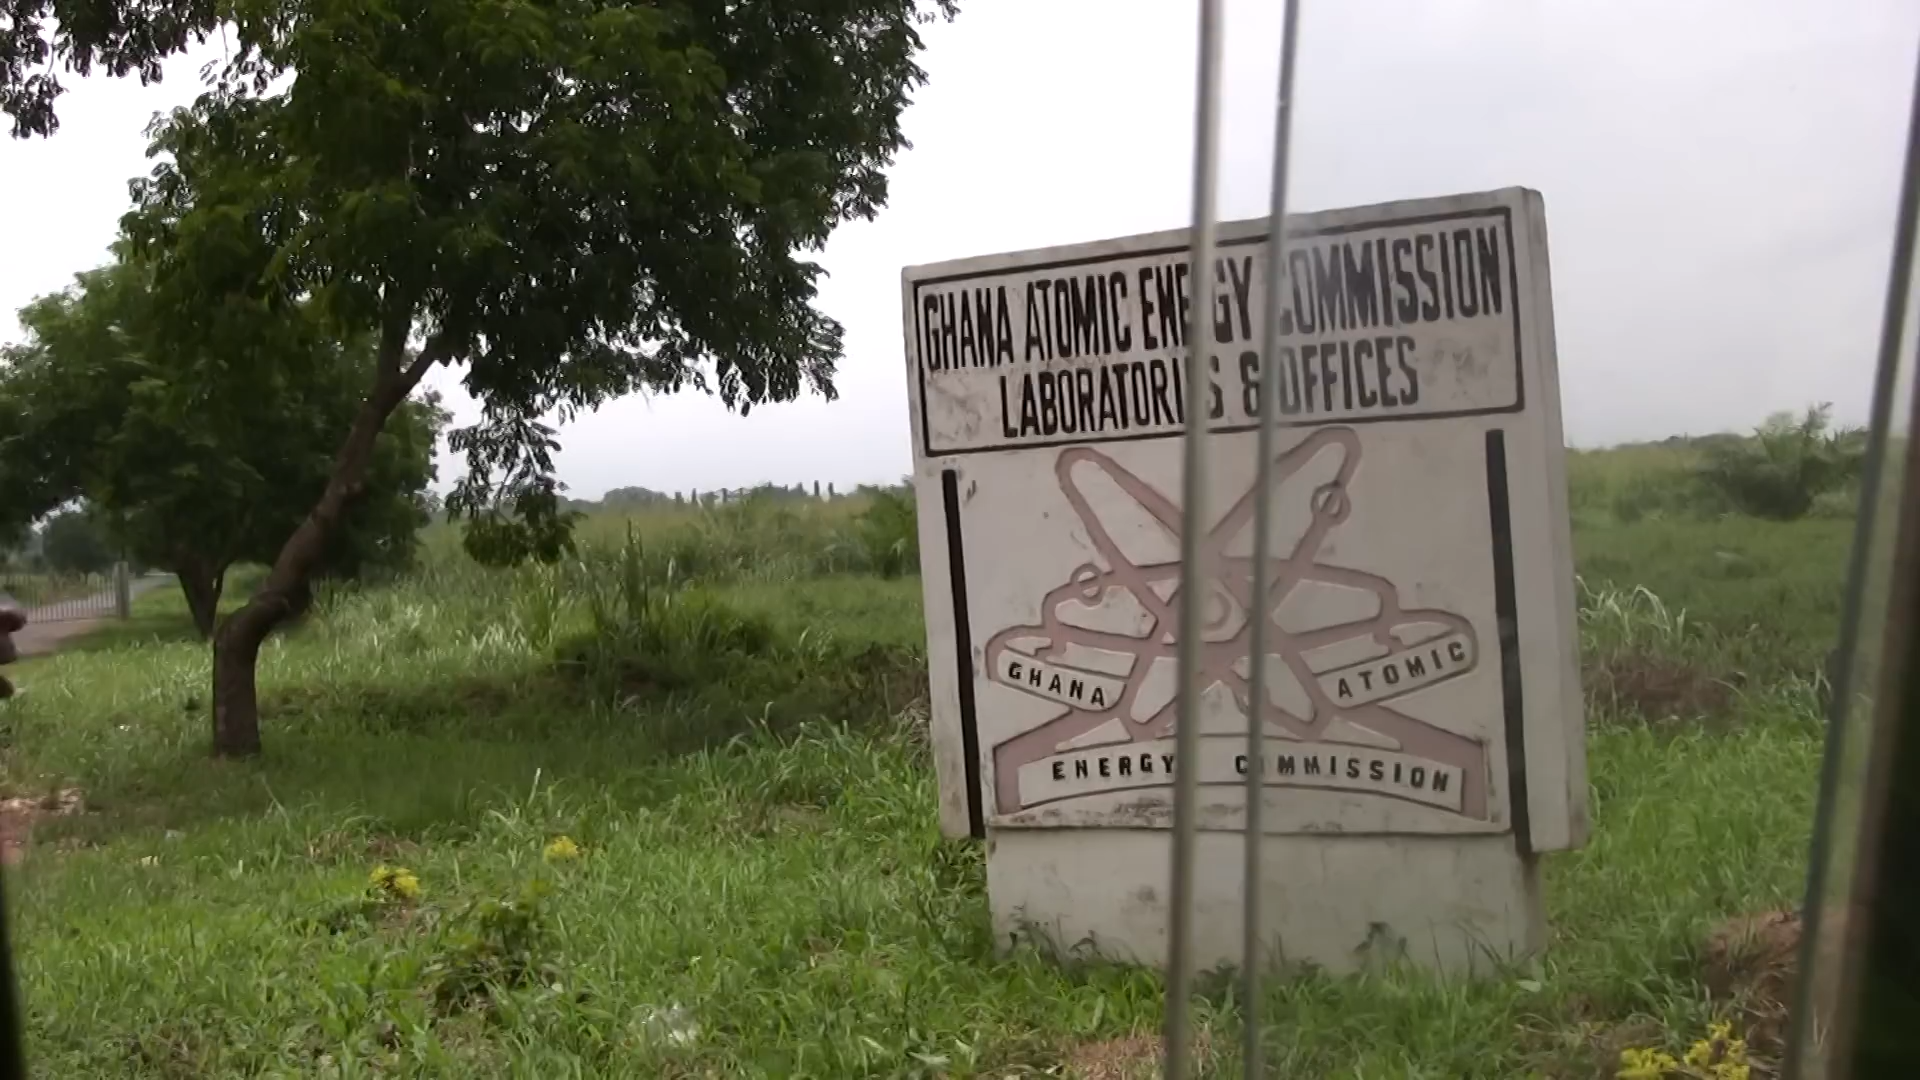 GHANA ATOMIC ENERGY COMMISSION
LABORATORIES & OFFICES
GHANA ATOMIC
ENERGY COMMISSION